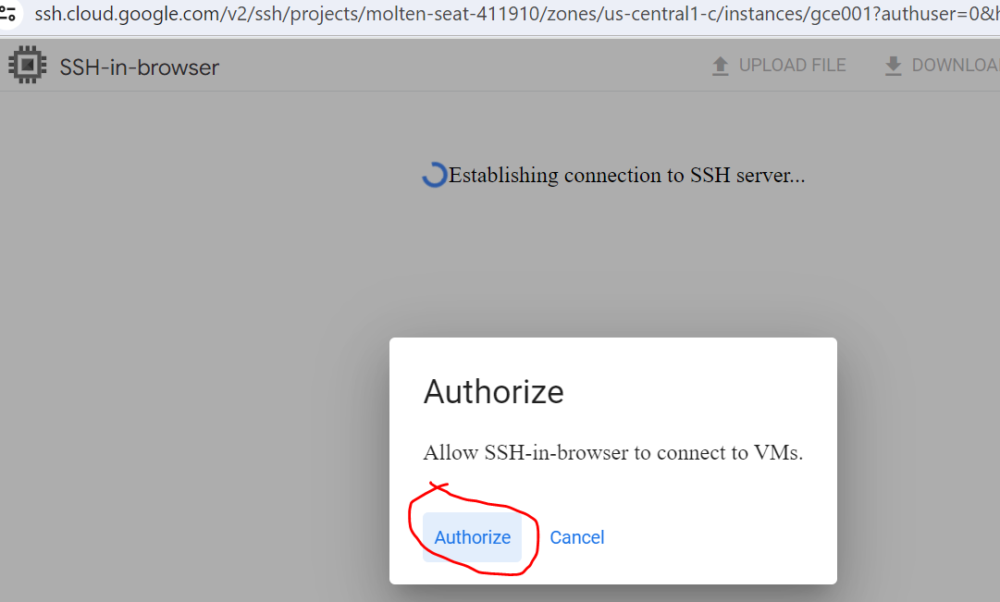 ssh.cloud.google.com/v2/ssh/projects/molten-seat-411910/zones/us-central1-c/instances/gce001?authuser=0&h
SSH-in-browser
UPLOAD FILE
DOWNLOA
Establishing connection to SSH server...
Authorize
Allow SSH-in-browser to connect to VMs.
Authorize Cancel